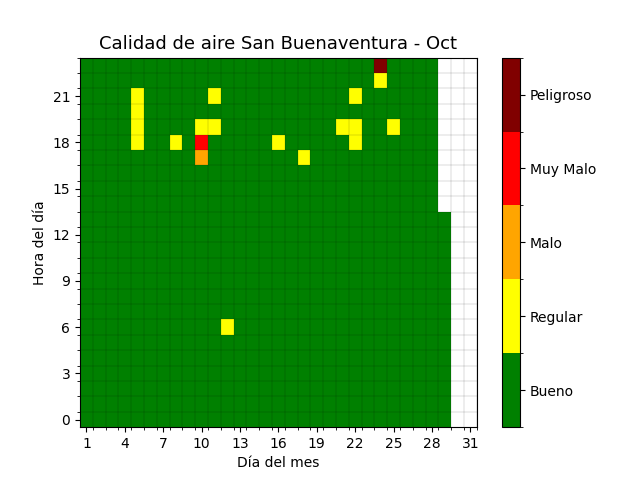 Calidad de aire San Buenaventura - Oct
Hora del día
21
18
15
12
9
6
3
0
1 4 7 10 13 16 19 22 25 28 31
Día del mes
Peligroso
Muy Malo
Malo
Regular
Bueno